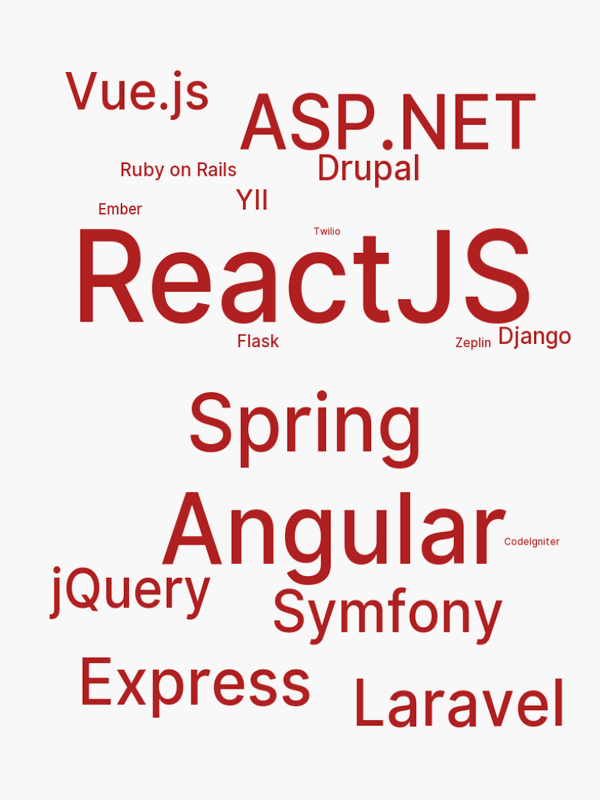 Vue.js
ASP.NET
Ruby on Rails
Drupal
YII
Ember
Twilio
ReactJS
Flask
Zeplin
Django
Spring
Angular
CodeIgniter
jQuery
Symfony
Express
Laravel